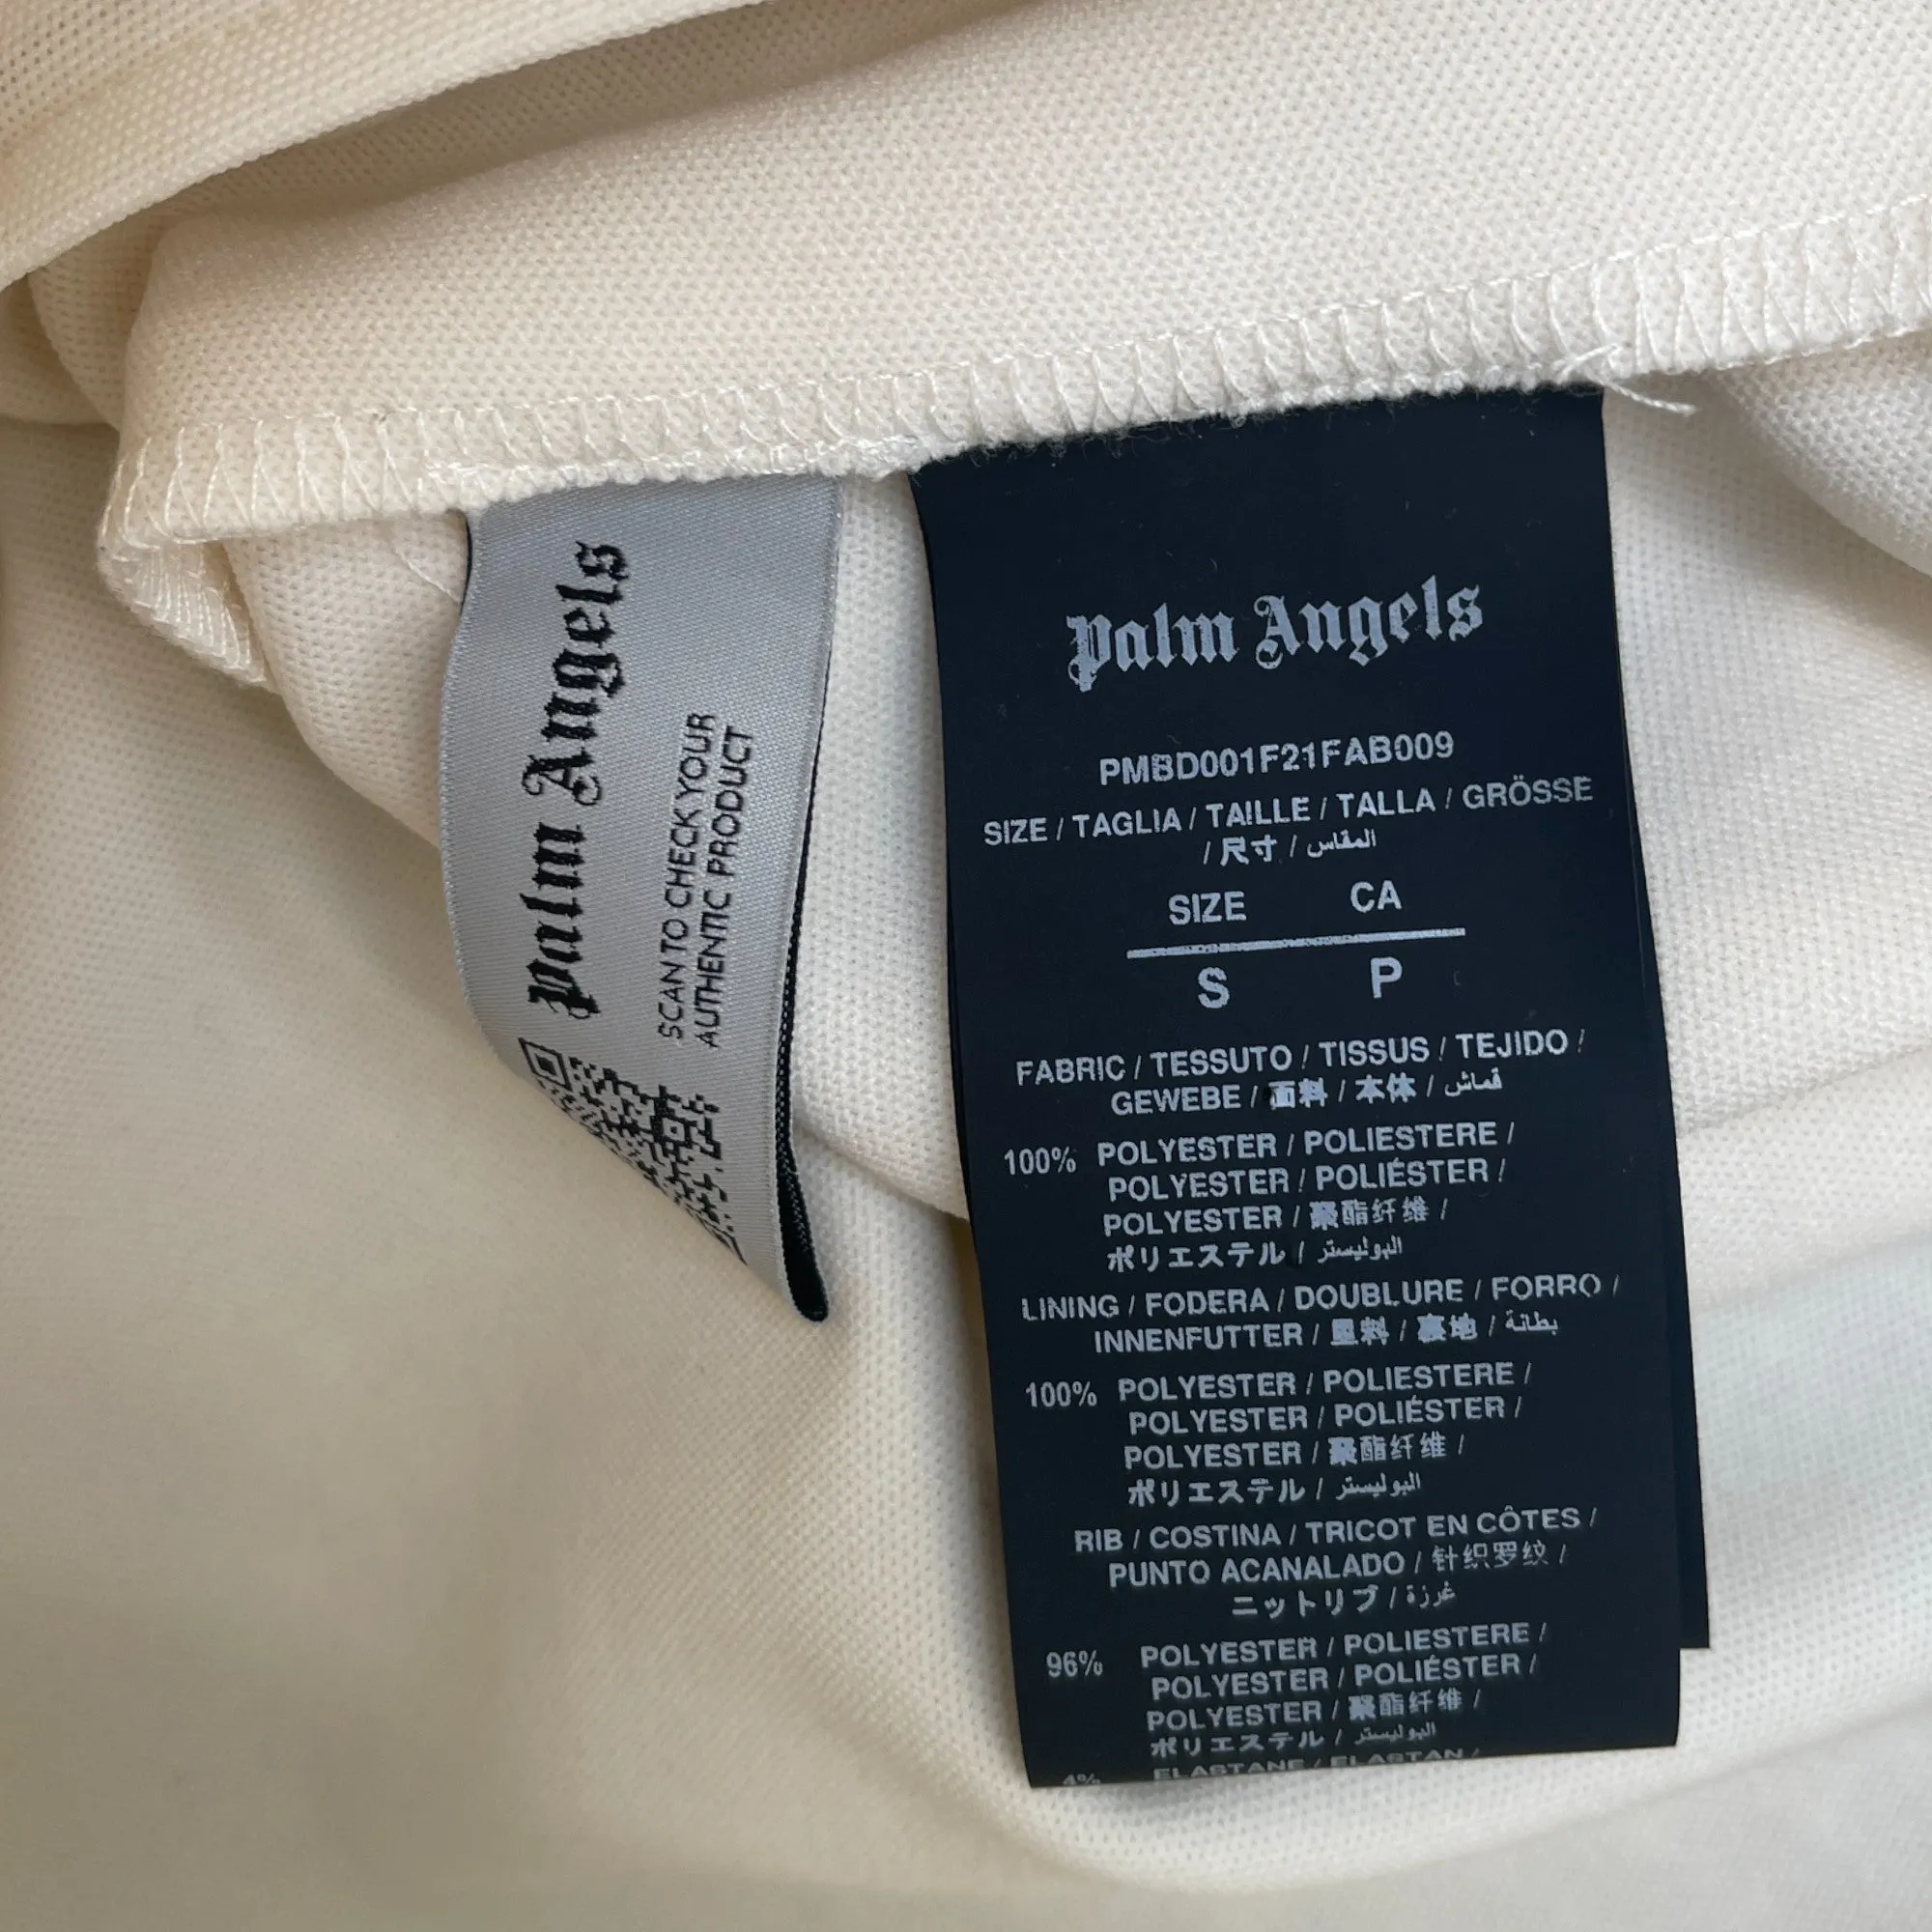 Palm Angels
SCAN TO CHECK YOUR
AUTHENTIC PRODUCT
Palm Angels
PMBD001F21FAB009
SIZE / TAGLIA / TAILLE / TALLA / GRÖSSE
/ 尺寸 / المقاس
SIZE CA
S P
FABRIC / TESSUTO / TISSUS / TEJIDO /
GEWEBE / 面料 / 本体 / قماش
100% POLYESTER / POLIESTERE /
POLYESTER / POLIÉSTER /
POLYESTER / 聚酯纤维 /
ポリエステル / البوليستر
LINING / FODERA / DOUBLURE / FORRO /
INNENFUTTER / 里料 / 裏地 / بطانة
100% POLYESTER / POLIESTERE /
POLYESTER / POLIÉSTER /
POLYESTER / 聚酯纤维 /
ポリエステル / البوليستر
RIB / COSTINA / TRICOT EN CÔTES /
PUNTO ACANALADO / 针织罗纹 /
ニットリブ / غرزة
96% POLYESTER / POLIESTERE /
POLYESTER / POLIÉSTER /
POLYESTER / 聚酯纤维 /
ポリエステル / البوليستر
4% ELASTANE / ELASTAN /